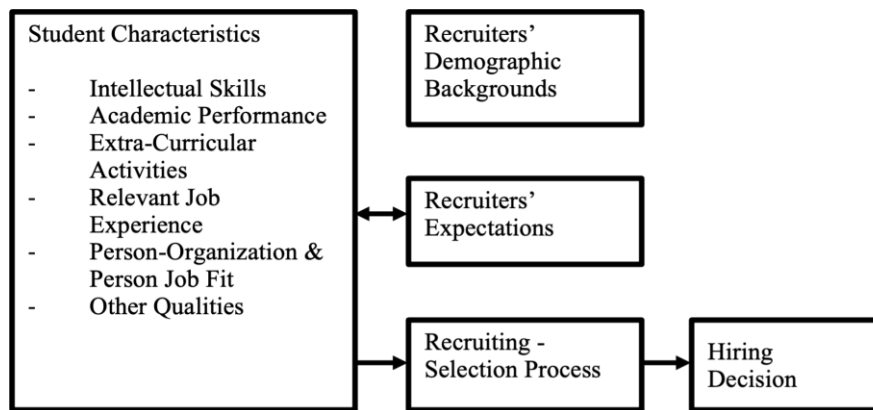 Student Characteristics
- Intellectual Skills
- Academic Performance
- Extra-Curricular
Activities
- Relevant Job
Experience
- Person-Organization &
Person Job Fit
- Other Qualities
Recruiters’
Demographic
Backgrounds
Recruiters’
Expectations
Recruiting -
Selection Process
Hiring
Decision